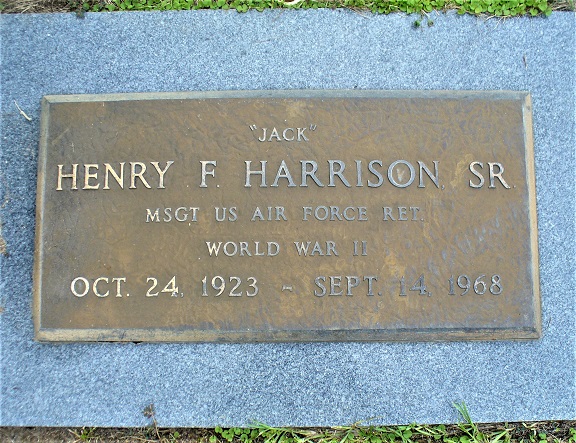 "JACK"
HENRY F. HARRISON, SR.
MSGT US AIR FORCE RET.
WORLD WAR II
OCT. 24, 1923 - SEPT. 14, 1968